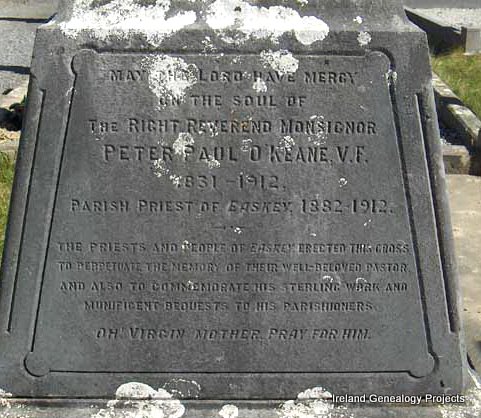 MAY THE LORD HAVE MERCY
ON THE SOUL OF
THE RIGHT REVEREND MONSIGNOR
PETER PAUL O'KEANE, V.F.
1831-1912.
PARISH PRIEST OF EASKEY, 1882-1912.
THE PRIESTS AND PEOPLE OF EASKEY ERECTED THIS CROSS
TO PERPETUATE THE MEMORY OF THEIR WELL-BELOVED PASTOR
AND ALSO TO COMMEMORATE HIS STERLING WORK AND
MUNIFICENT BEQUESTS TO HIS PARISHIONERS.
OH! VIRGIN MOTHER, PRAY FOR HIM.
Ireland Genealogy Projects